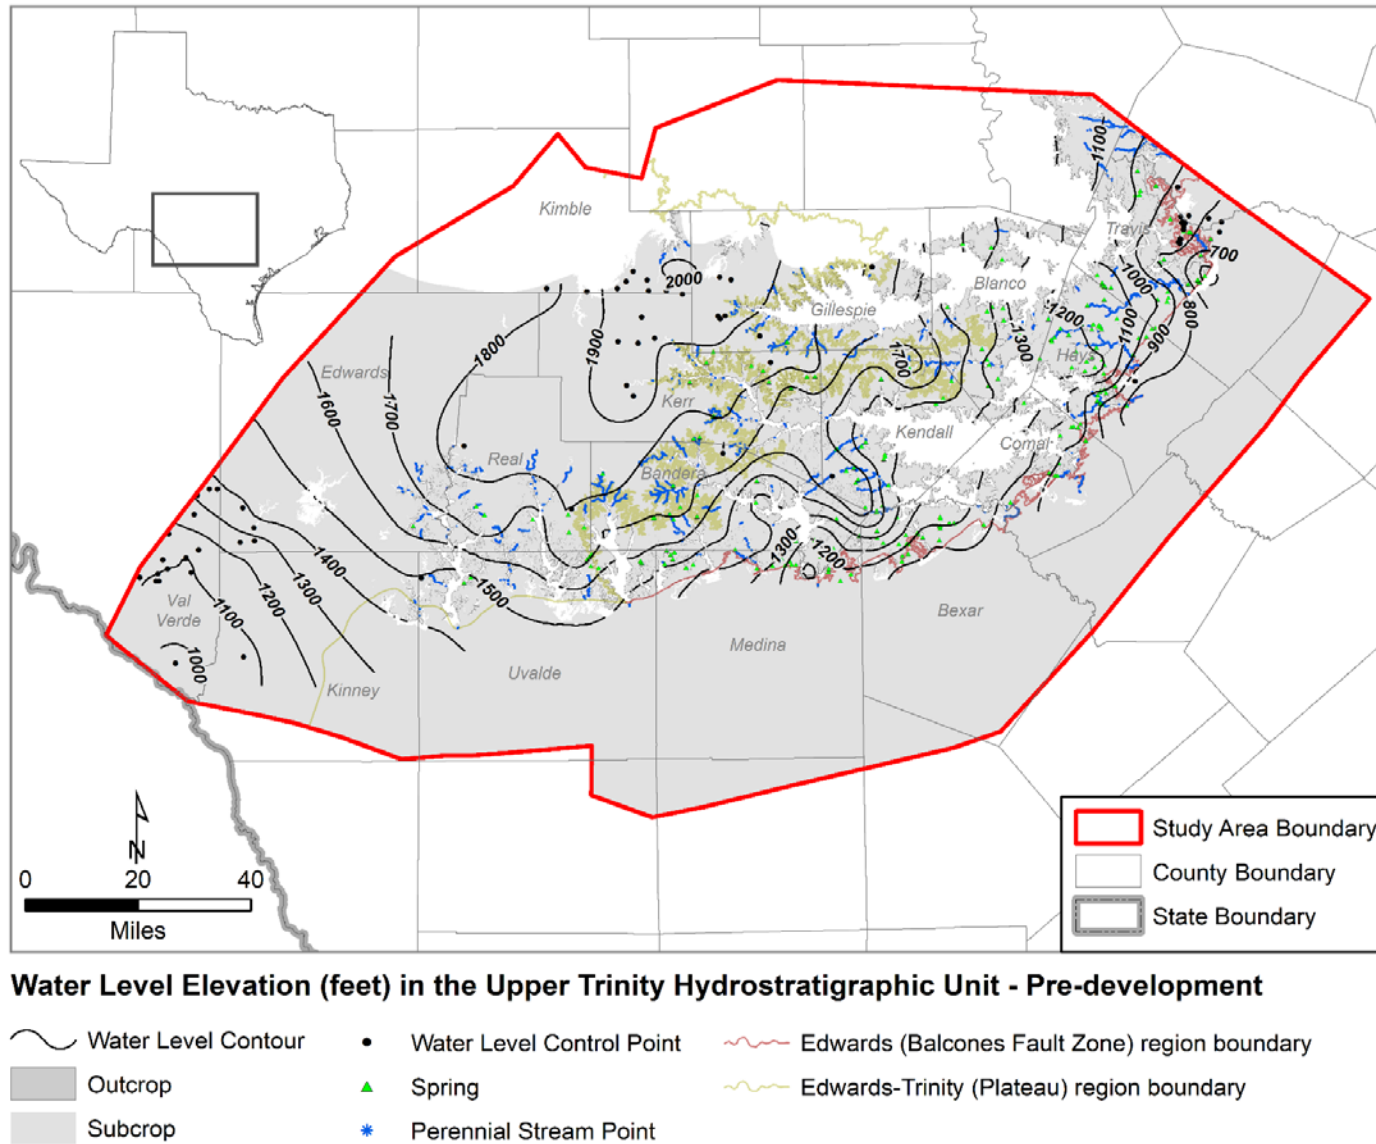 Kimble
1100
Travis
700
2000
1000
800
Blanco
1200
Gillespie
1300
1100
900
1800
1900
Hays
Edwards
1700
1700
1600
Kerr
Kendall
Comal
Real
Bandera
1300
1200
1400
1300
1500
1200
Val
Verde
1100
Bexar
Medina
1000
Uvalde
Kinney
N
0 20 40
Miles
Study Area Boundary
County Boundary
State Boundary
Water Level Elevation (feet) in the Upper Trinity Hydrostratigraphic Unit - Pre-development
Water Level Contour
Water Level Control Point
Edwards (Balcones Fault Zone) region boundary
Outcrop
Spring
Edwards-Trinity (Plateau) region boundary
Subcrop
Perennial Stream Point